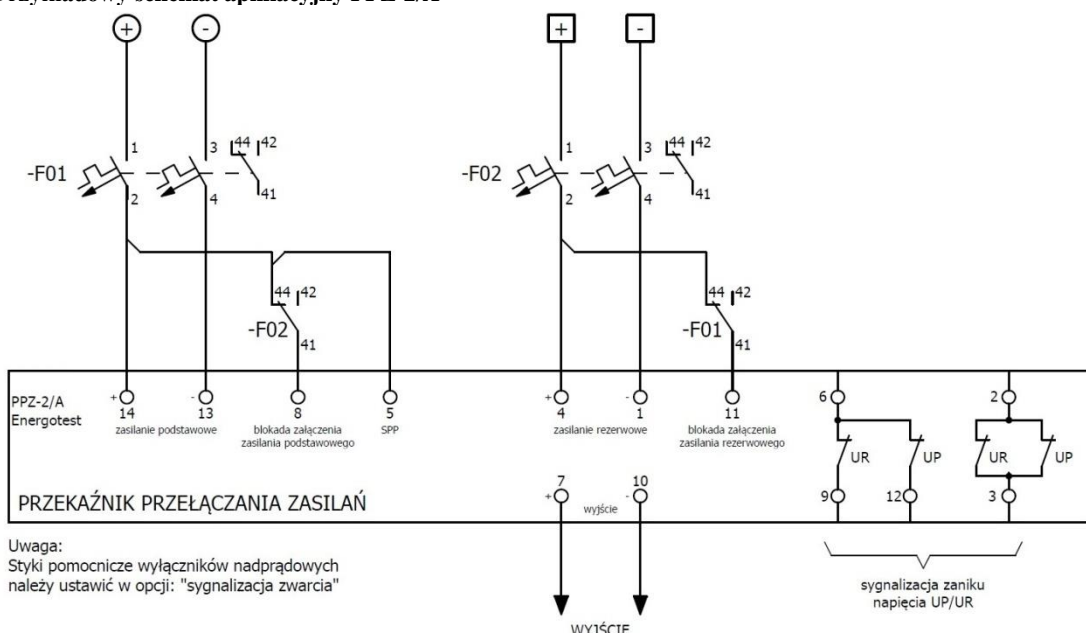 schemat aplikacyjny PPZ-2/A
+ - + -
1 3 44 42 1 3 44 42
-F01 -F02
2 4 41 2 4 41
44 42 44 42
-F02 -F01
41 41
PPZ-2/A
Energotest
+ 14 - 13 8 5 + 4 - 1 11 6 2
zasilanie podstawowe
blokada załączenia
zasilania podstawowego
SPP
zasilanie rezerwowe
blokada załączenia
zasilania rezerwowego
UR UP UR UP
PRZEKAŹNIK PRZEŁĄCZANIA ZASILAŃ
+ 7 wyjście - 10 9 12 3
Uwaga:
Styki pomocnicze wyłączników nadprądowych
należy ustawić w opcji: "sygnalizacja zwarcia"
sygnalizacja zaniku
napięcia UP/UR
WYJŚCIE